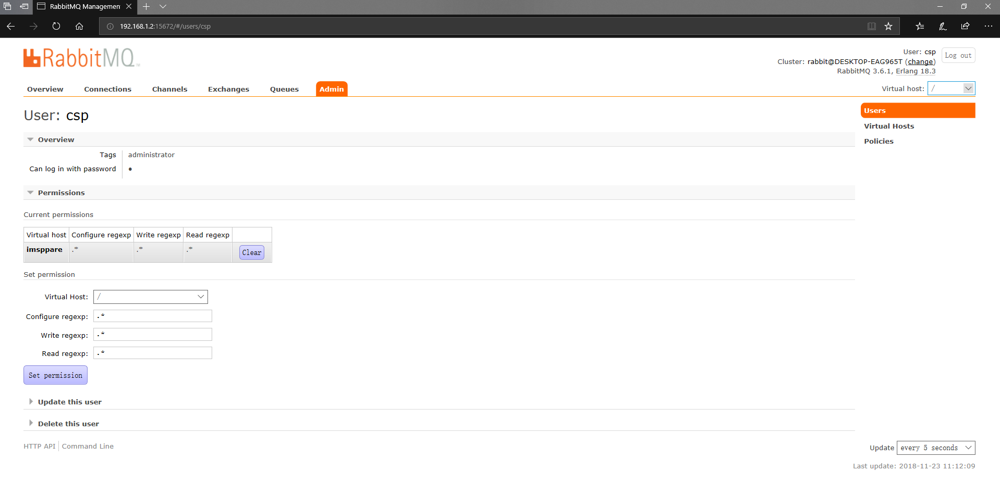 RabbitMQ Managemen
192.168.1.2:15672/#/users/csp
RabbitMQ™
User: csp
Log out
Cluster: rabbit@DESKTOP-EAG965T (change)
RabbitMQ 3.6.1, Erlang 18.3
Overview Connections Channels Exchanges Queues Admin
Virtual host: /
User: csp
Users
Virtual Hosts
Policies
Overview
Tags administrator
Can log in with password ●
Permissions
Current permissions
Virtual host Configure regexp Write regexp Read regexp
imsppare .* .* .* Clear
Set permission
Virtual Host: /
Configure regexp: .*
Write regexp: .*
Read regexp: .*
Set permission
Update this user
Delete this user
HTTP API Command Line
Update every 5 seconds
Last update: 2018-11-23 11:12:09